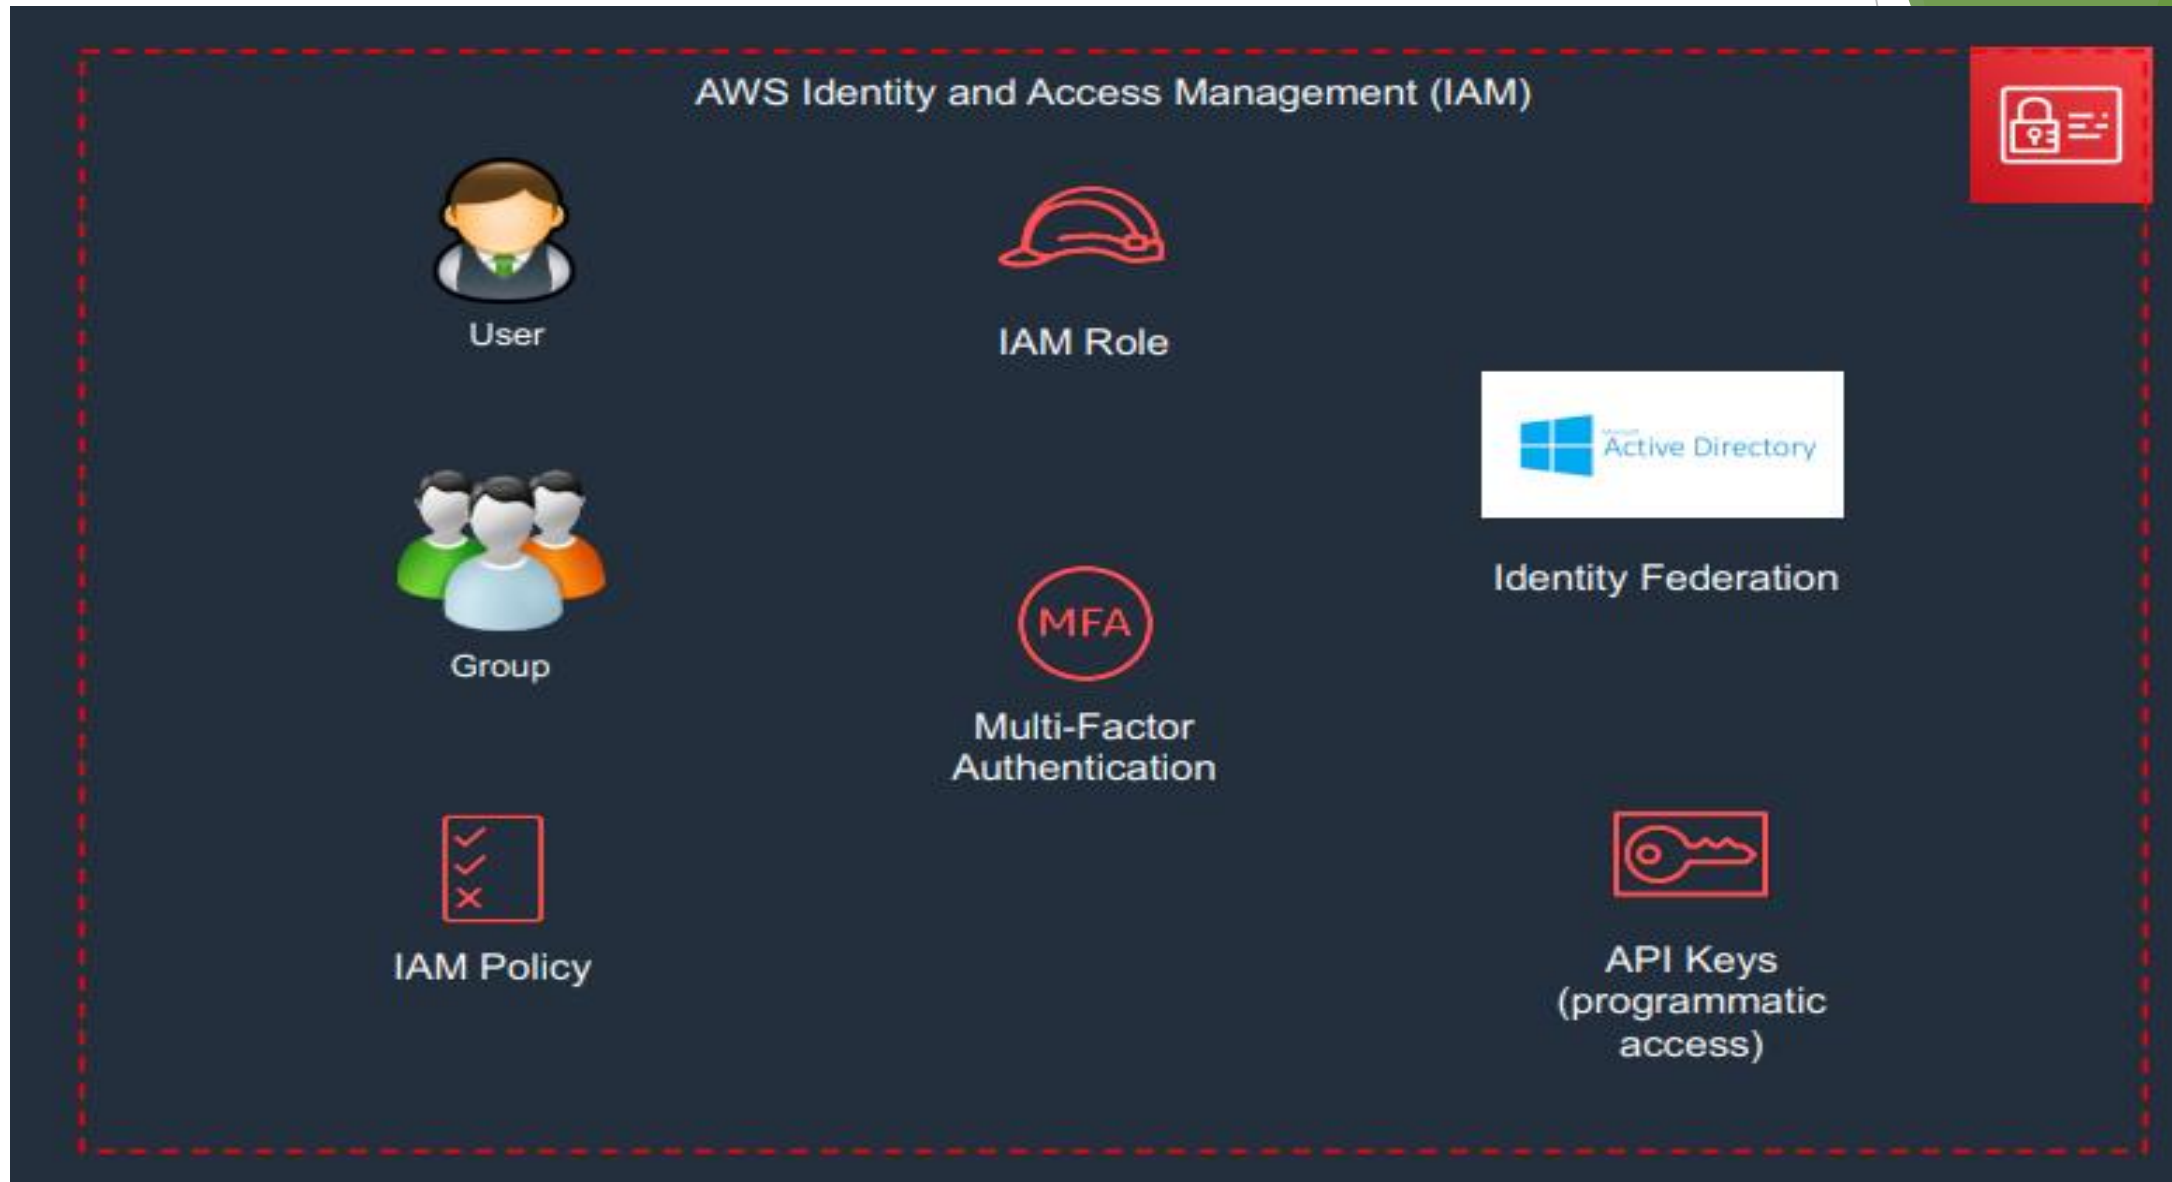 AWS Identity and Access Management (IAM)
User
IAM Role
Active Directory
Identity Federation
Group
MFA
Multi-Factor
Authentication
IAM Policy
API Keys
(programmatic
access)